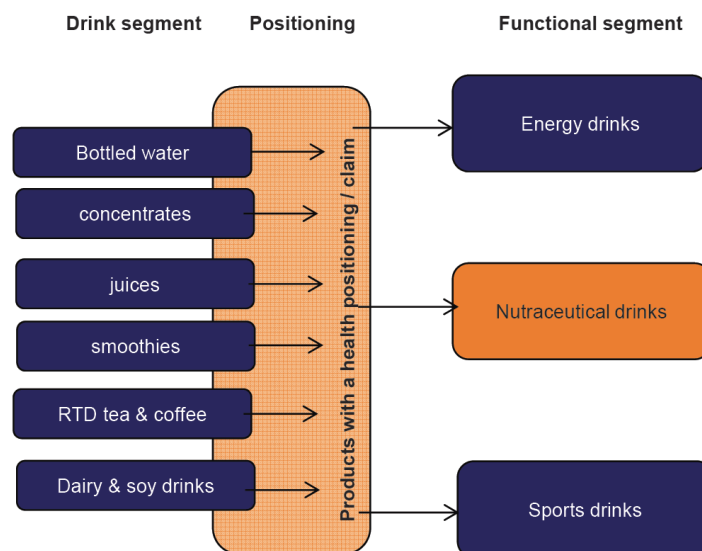 Drink segment
Positioning
Functional segment
Bottled water
concentrates
juices
smoothies
RTD tea & coffee
Dairy & soy drinks
Products with a health positioning / claim
Energy drinks
Nutraceutical drinks
Sports drinks